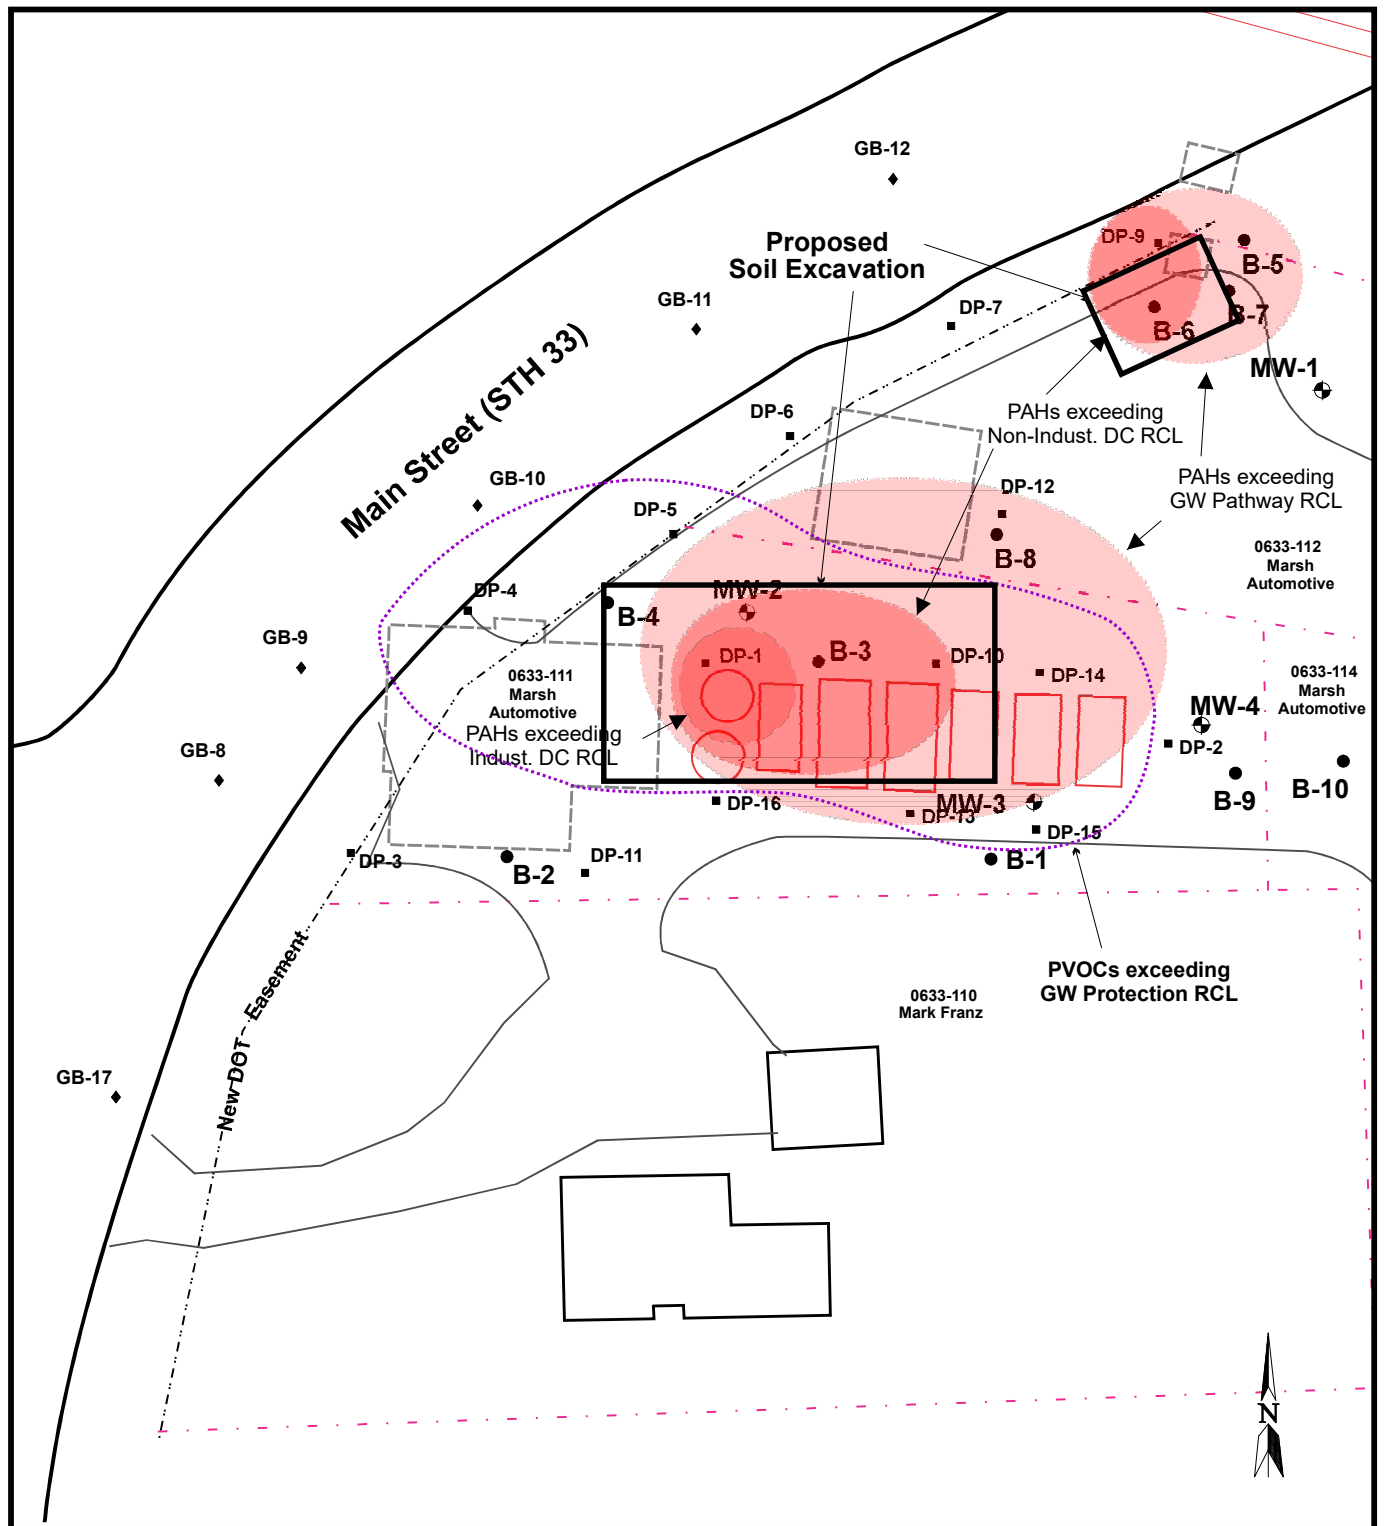 GB-12
Proposed
Soil Excavation
DP-9
B-5
GB-11
DP-7
B-7
B-6
MW-1
Main Street (STH 33)
DP-6
PAHs exceeding
Non-Indust. DC RCL
GB-10
PAHs exceeding
GW Pathway RCL
DP-5
DP-12
B-8
0633-112
Marsh
Automotive
DP-4
MW-2
B-4
GB-9
DP-1
B-3
DP-10
DP-14
0633-111
Marsh
Automotive
0633-114
Marsh
Automotive
MW-4
PAHs exceeding
Indust. DC RCL
GB-8
DP-2
B-10
B-9
DP-16
MW-3
DP-13
DP-15
DP-3
B-2
DP-11
B-1
New DOT Easement
PVOCs exceeding
GW Protection RCL
0633-110
Mark Franz
GB-17
N